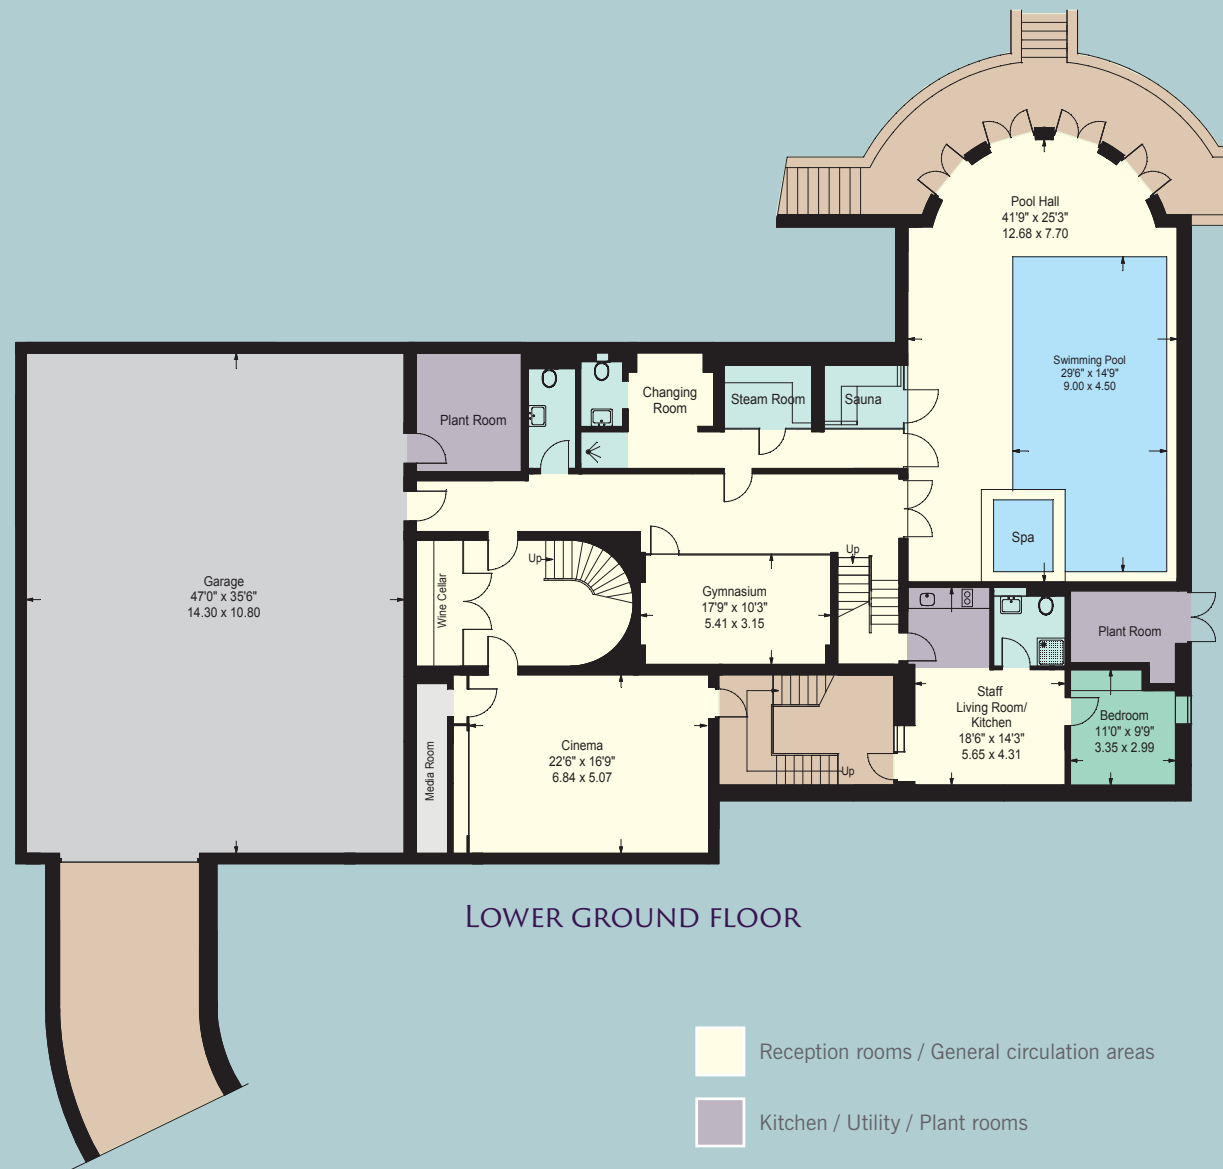 Pool Hall
41'9" x 25'3"
12.68 x 7.70
Swimming Pool
29'6" x 14'9"
9.00 x 4.50
Spa
Changing
Room
Steam Room
Sauna
Plant Room
Garage
47'0" x 35'6"
14.30 x 10.80
Wine Cellar
Up
Gymnasium
17'9" x 10'3"
5.41 x 3.15
Up
Plant Room
Staff
Living Room/
Kitchen
18'6" x 14'3"
5.65 x 4.31
Bedroom
11'0" x 9'9"
3.35 x 2.99
Media Room
Cinema
22'6" x 16'9"
6.84 x 5.07
Up
LOWER GROUND FLOOR
Reception rooms / General circulation areas
Kitchen / Utility / Plant rooms